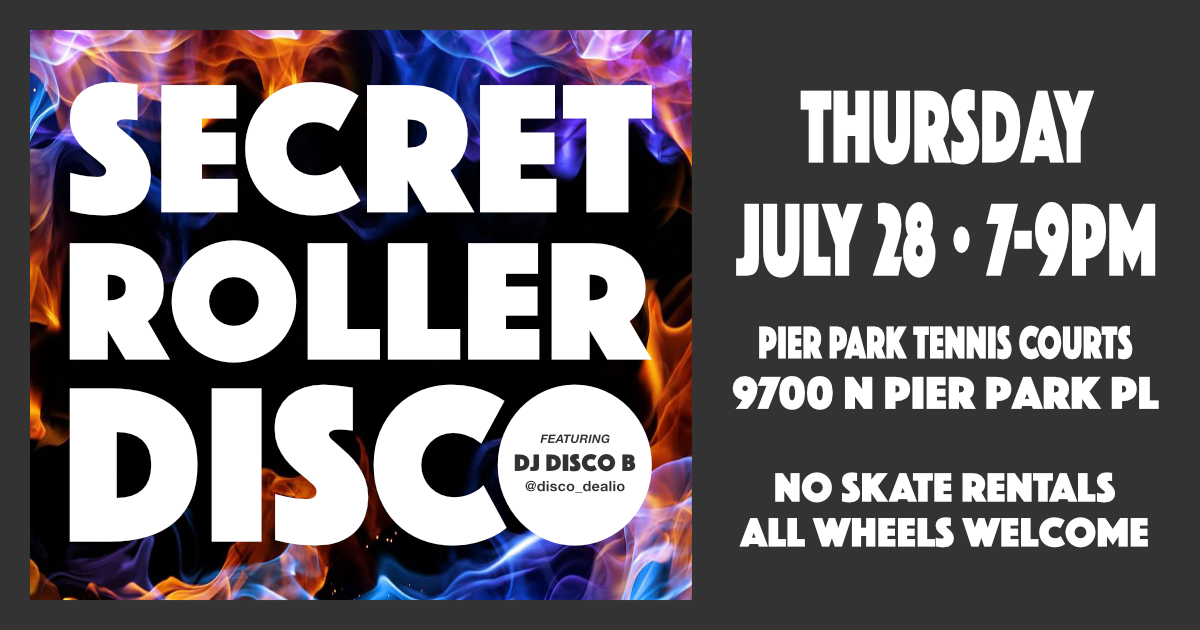 SECRET
ROLLER
DISCO
FEATURING
DJ DISCO B
@disco_dealio
THURSDAY
JULY 28 • 7-9PM
PIER PARK TENNIS COURTS
9700 N PIER PARK PL
NO SKATE RENTALS
ALL WHEELS WELCOME